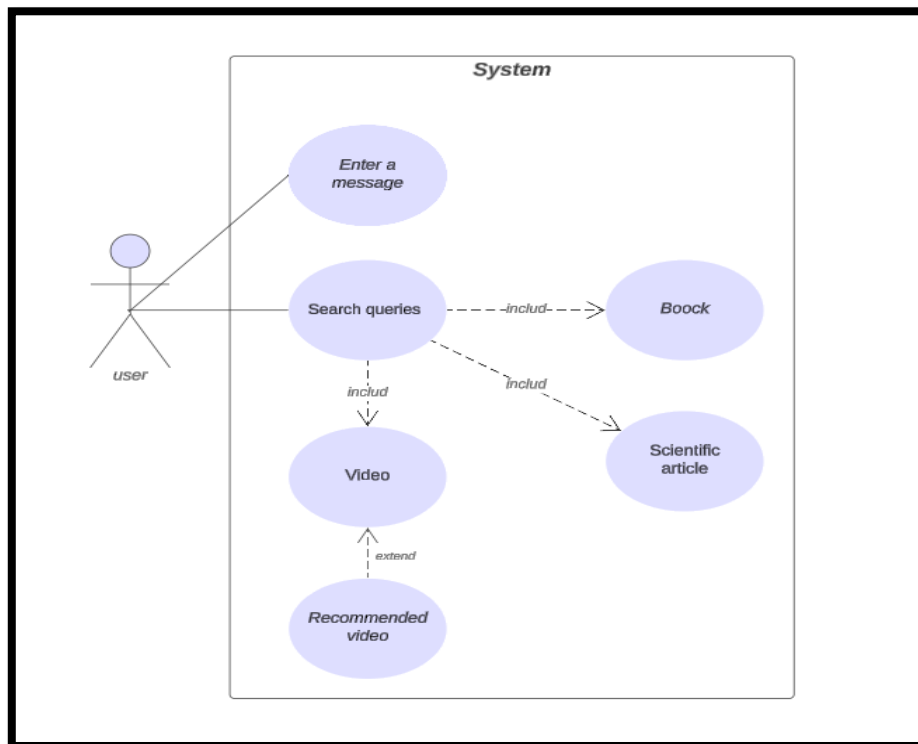 System
Enter a
message
Search queries
includ
Boock
user
includ
includ
Scientific
article
Video
extend
Recommended
video